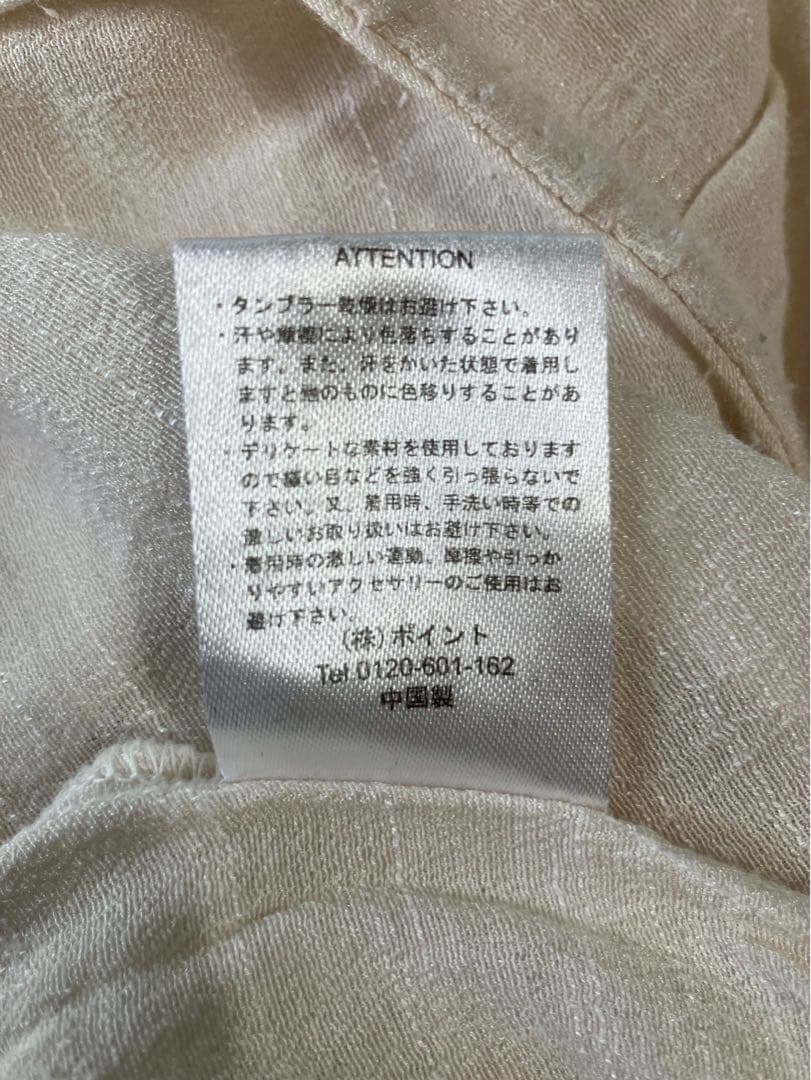 AYTENTION
・タンブラー乾燥はお避け下さい。
・汗や摩擦により色落ちすることがあり
ます。また、汗をかいた状態で着用し
ますと他のものに色移りすることがあ
ります。
・デリケートな素材を使用しております
ので縫い目などを強く引っ張らないで
下さい。又、着用時、手洗い時等での
激しいお取り扱いはお避け下さい。
・着用時の激しい運動、摩擦や引っか
りやすいアクセサリーのご使用はお
避け下さい。
（株）ポイント
Tel 0120-601-162
中国製